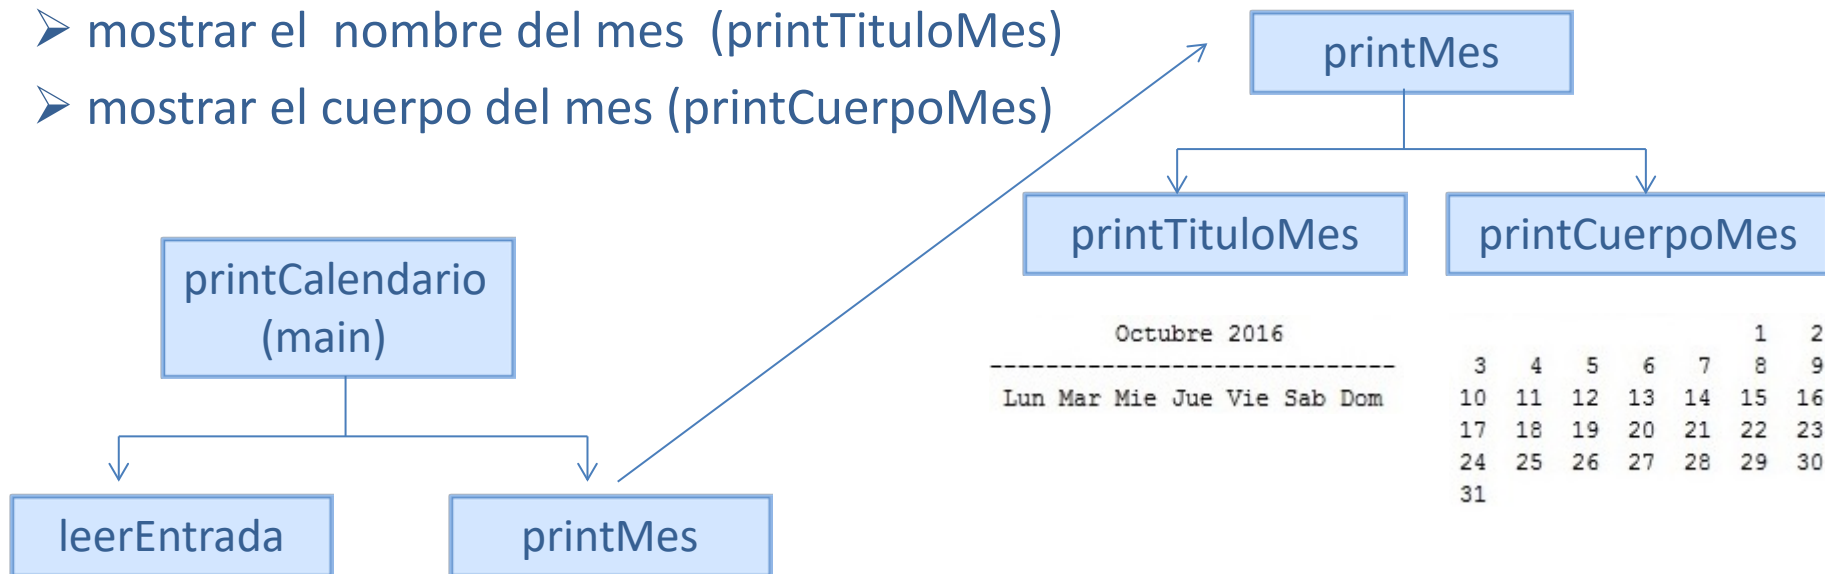 ➢ mostrar el nombre del mes (printTituloMes)
➢ mostrar el cuerpo del mes (printCuerpoMes)
printMes
printTituloMes
printCuerpoMes
printCalendario
(main)
leerEntrada
printMes
Octubre 2016
-----------------------------
Lun Mar Mie Jue Vie Sab Dom
1 2
3 4 5 6 7 8 9
10 11 12 13 14 15 16
17 18 19 20 21 22 23
24 25 26 27 28 29 30
31